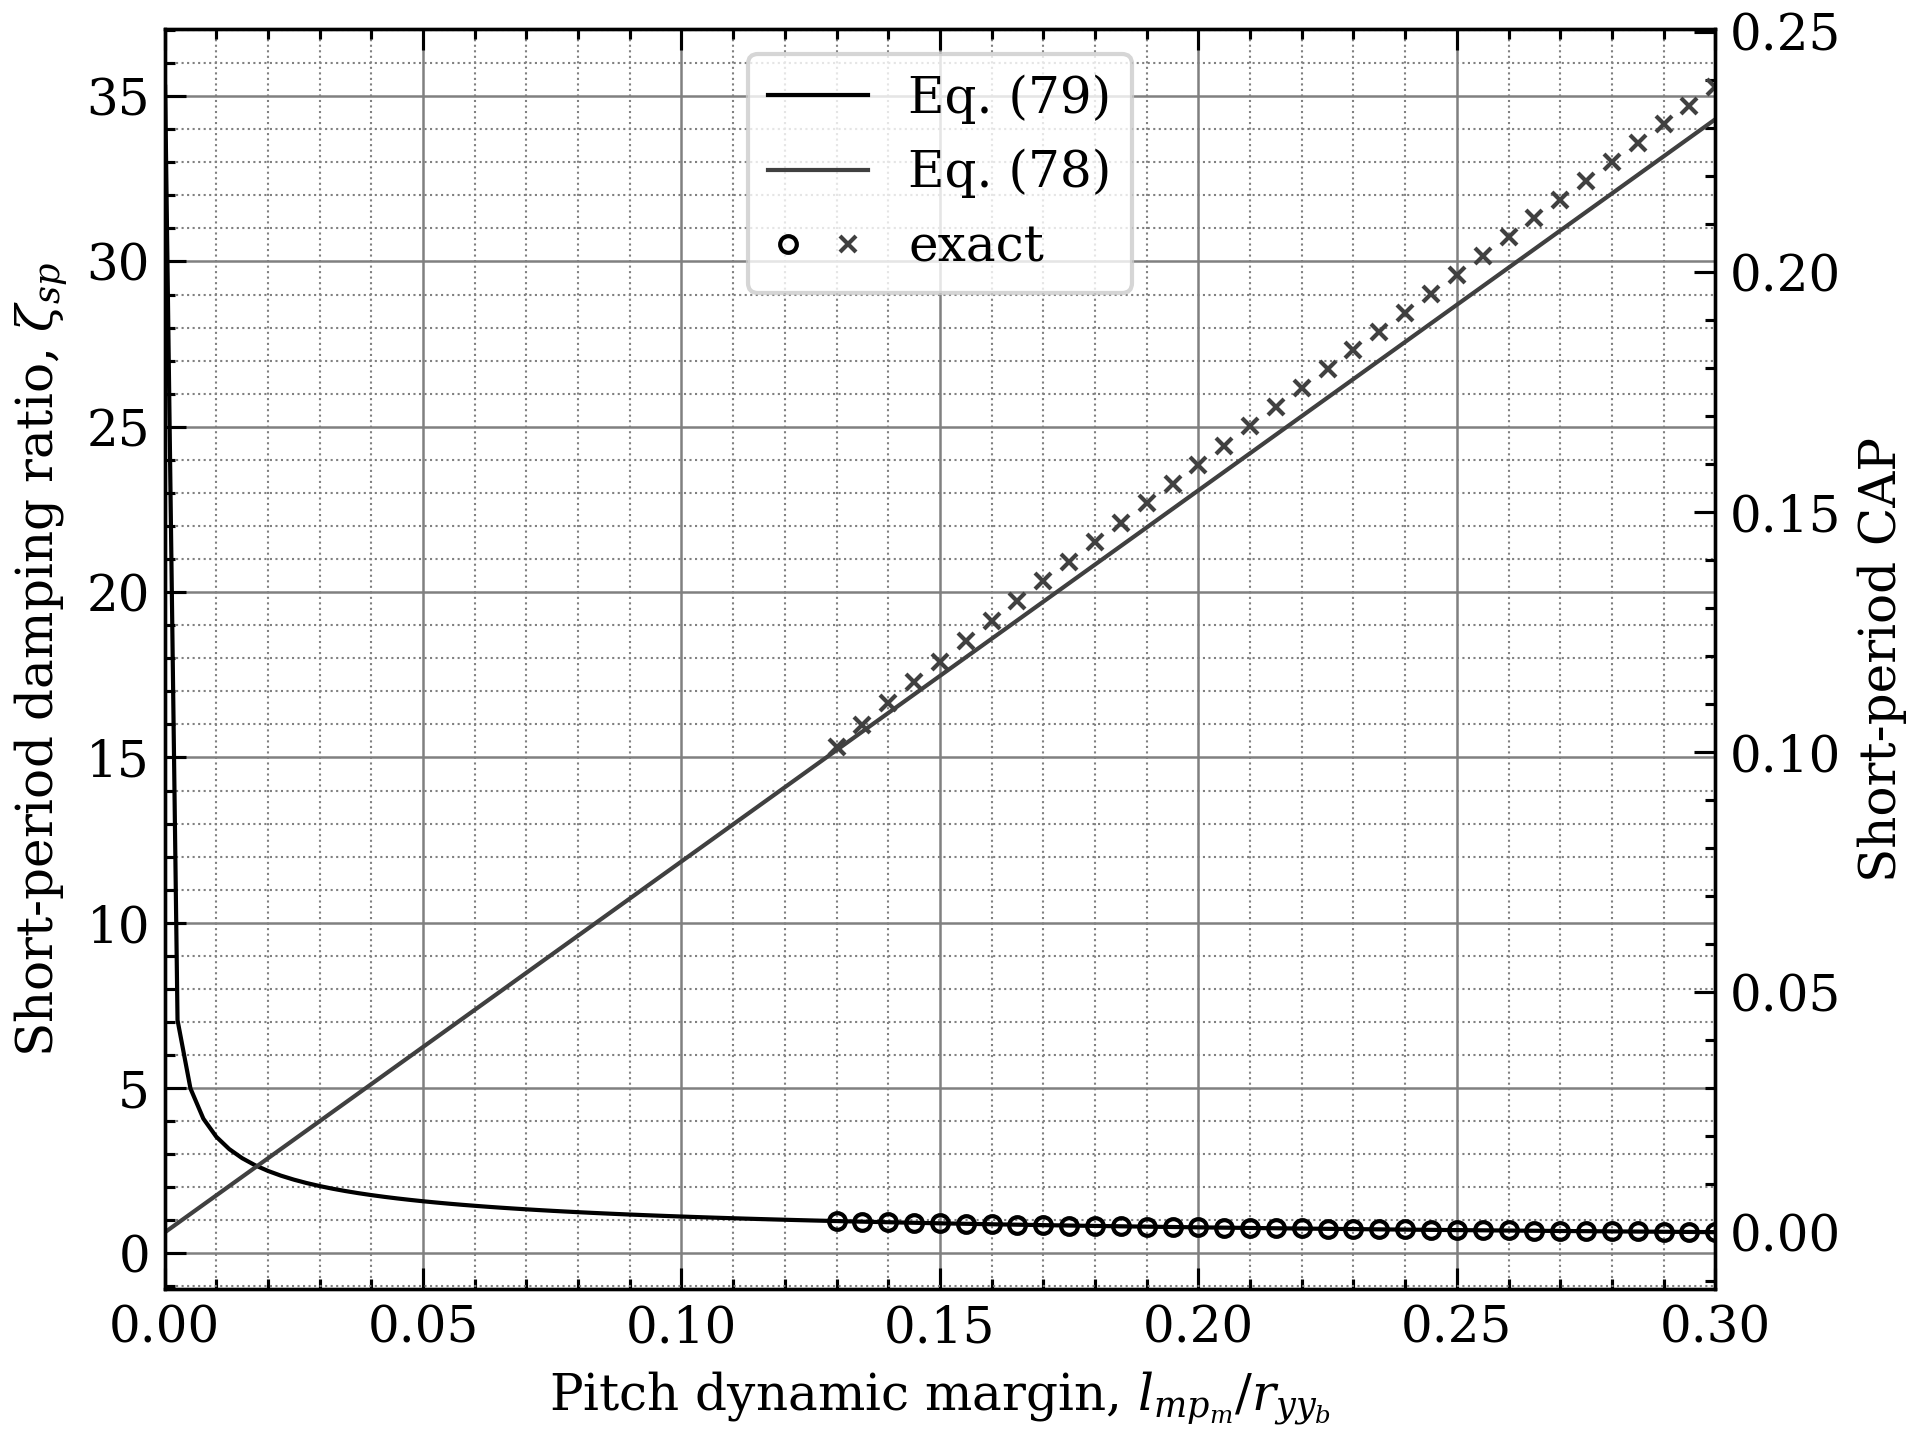 Eq. (79)
Eq. (78)
exact
Short-period damping ratio, ζsp
35
30
25
20
15
10
5
0
0.25
0.20
0.15
0.10
0.05
0.00
Short-period CAP
0.00 0.05 0.10 0.15 0.20 0.25 0.30
Pitch dynamic margin, lmpm/ryyb